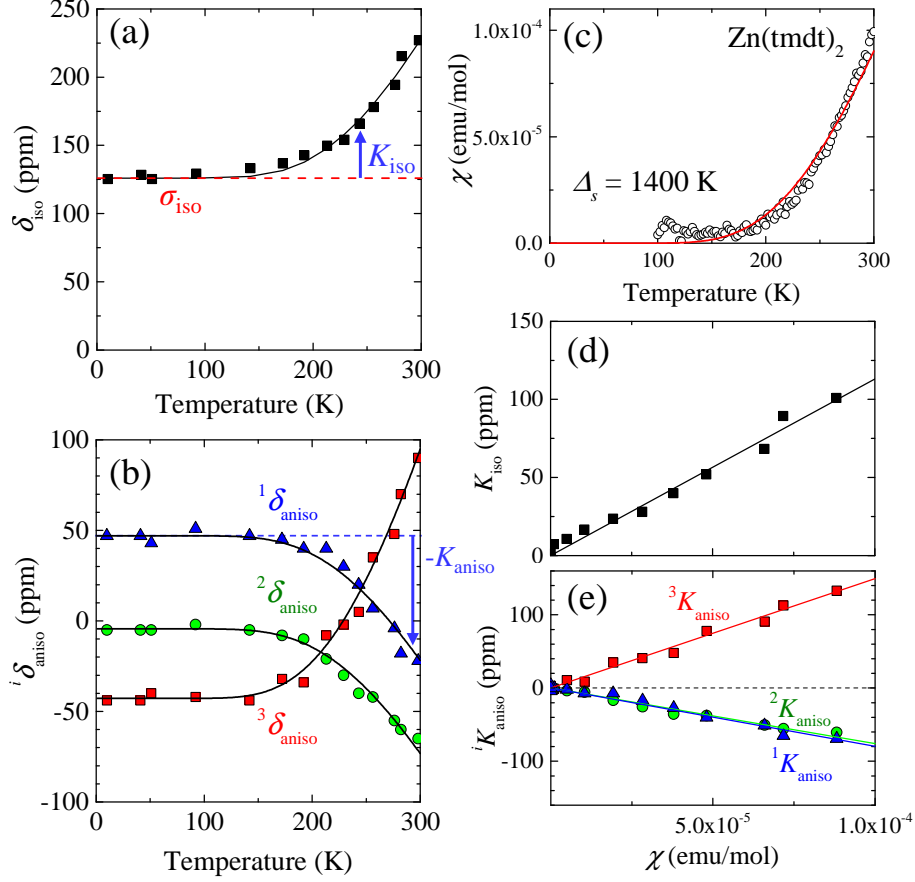 (a)
250
200
150
100
50
0
δiso (ppm)
Kiso
σiso
0 100 200 300
Temperature (K)
(b)
100
50
0
-50
-100
iδaniso (ppm)
1δaniso
2δaniso
3δaniso
-Kaniso
0 100 200 300
Temperature (K)
(c)
Zn(tmdt)2
1.0x10-4
5.0x10-5
0.0
χ (emu/mol)
Δs = 1400 K
0 100 200 300
Temperature (K)
(d)
150
100
50
0
Kiso (ppm)
(e)
100
0
-100
iKaniso (ppm)
3Kaniso
2Kaniso
1Kaniso
5.0x10-5 1.0x10-4
χ (emu/mol)